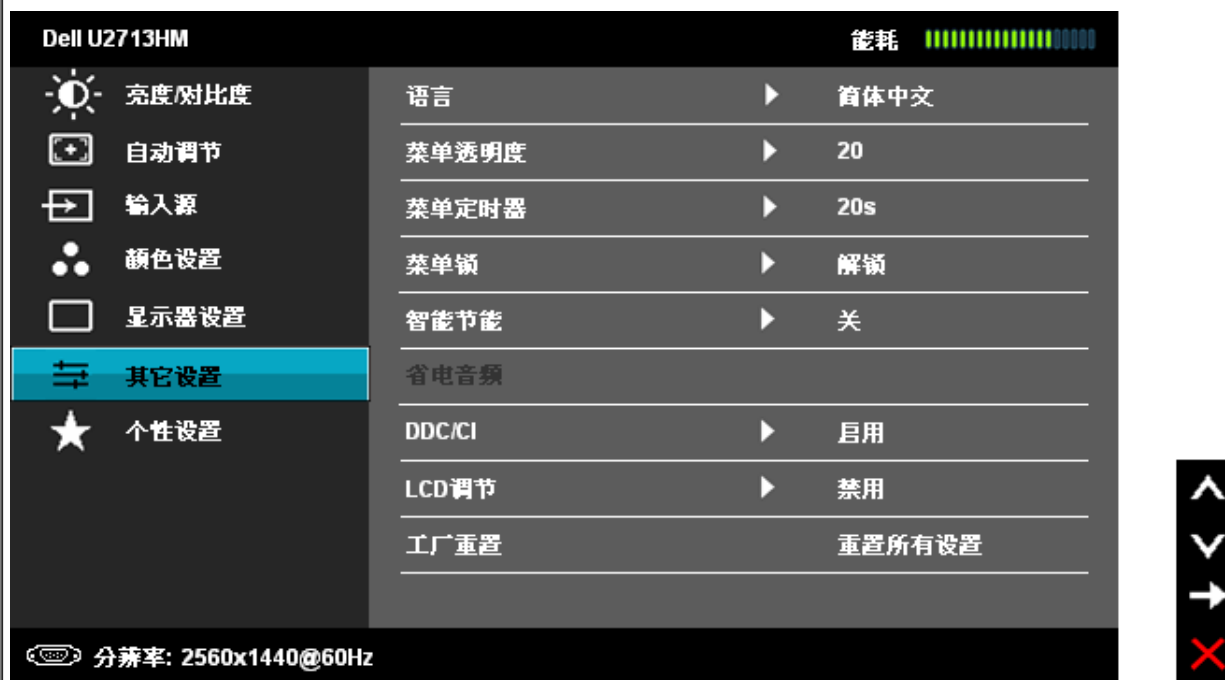 Dell U2713HM 能耗
亮度/对比度
自动调节
输入源
颜色设置
显示器设置
其它设置
个性设置
语言 简体中文
菜单透明度 20
菜单定时器 20s
菜单锁 解锁
智能节能 关
省电音频
DDC/CI 启用
LCD调节 禁用
工厂重置 重置所有设置
分辨率: 2560x1440@60Hz